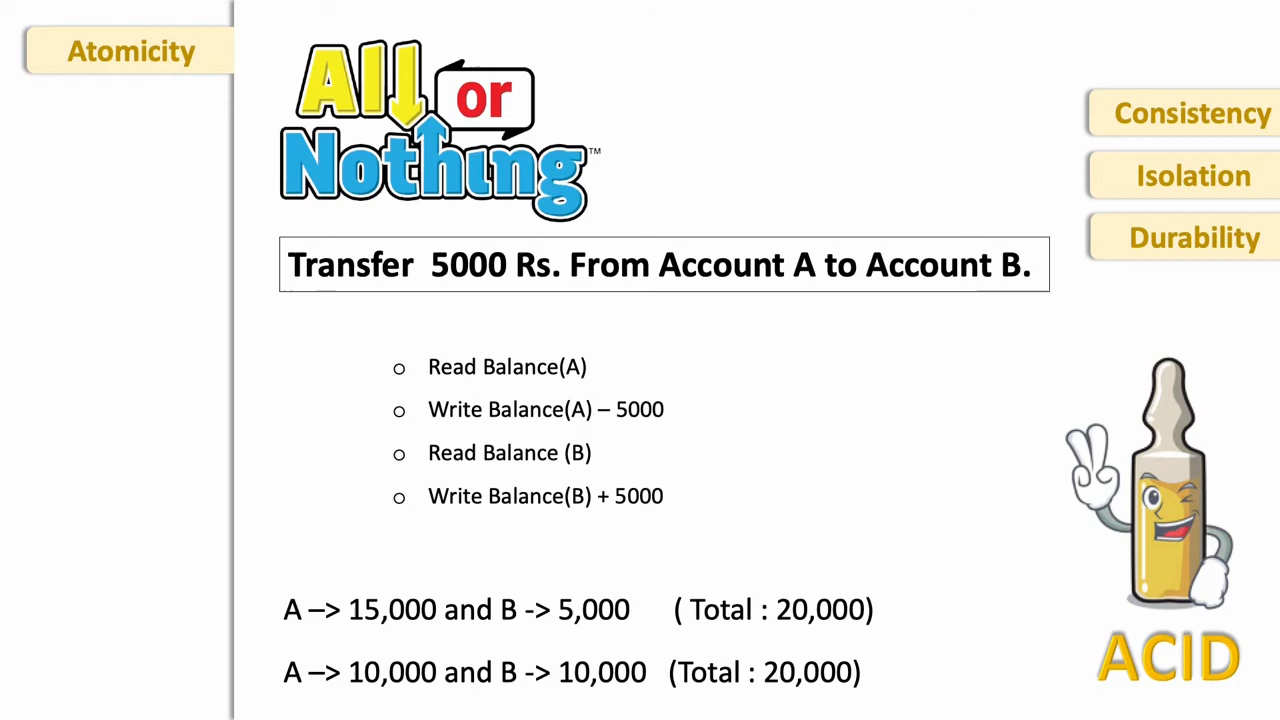 Atomicity
All or
Nothing™
Consistency
Isolation
Durability
Transfer 5000 Rs. From Account A to Account B.
o Read Balance(A)
o Write Balance(A) – 5000
o Read Balance (B)
o Write Balance(B) + 5000
A –> 15,000 and B -> 5,000 ( Total : 20,000)
A –> 10,000 and B -> 10,000 (Total : 20,000)
ACID